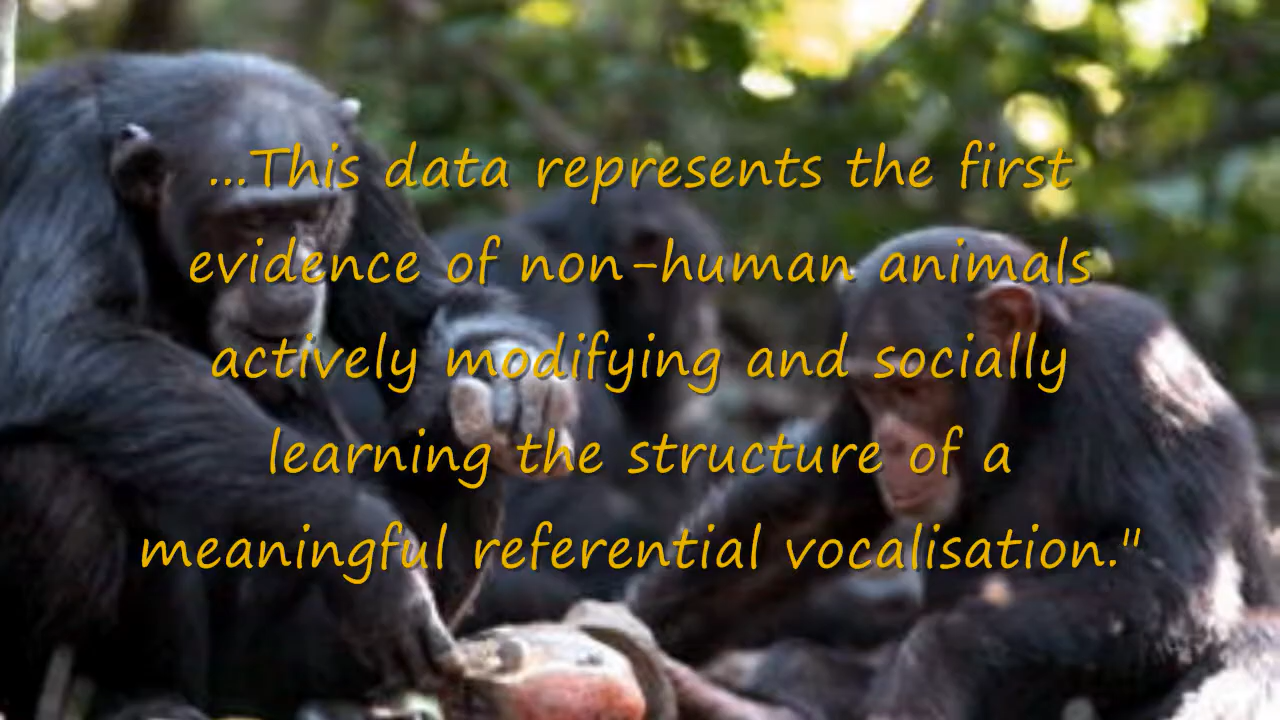 ...This data represents the first
evidence of non-human animals
actively modifying and socially
learning the structure of a
meaningful referential vocalisation."